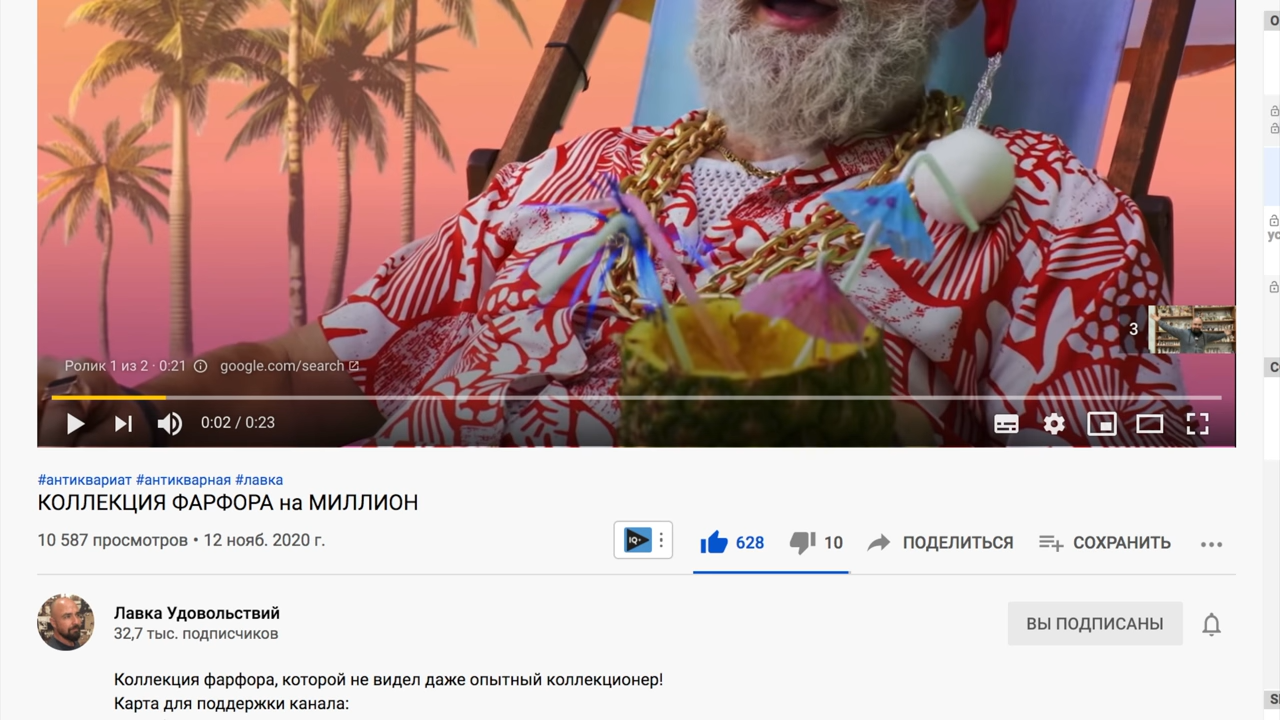 3
Ролик 1 из 2 · 0:21 google.com/search
0:02 / 0:23
#антиквариат #антикварная #лавка
КОЛЛЕКЦИЯ ФАРФОРА на МИЛЛИОН
10 587 просмотров • 12 нояб. 2020 г.
IQ+ 628 10 ПОДЕЛИТЬСЯ СОХРАНИТЬ
Лавка Удовольствий
32,7 тыс. подписчиков
ВЫ ПОДПИСАНЫ
Коллекция фарфора, которой не видел даже опытный коллекционер!
Карта для поддержки канала: